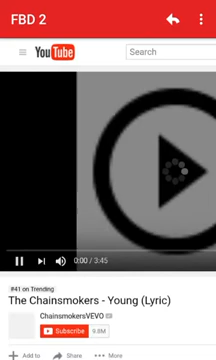 FBD 2
YouTube
Search
0:00 / 3:45
#41 on Trending
The Chainsmokers - Young (Lyric)
ChainsmokersVEVO
Subscribe 9.8M
Add to Share More